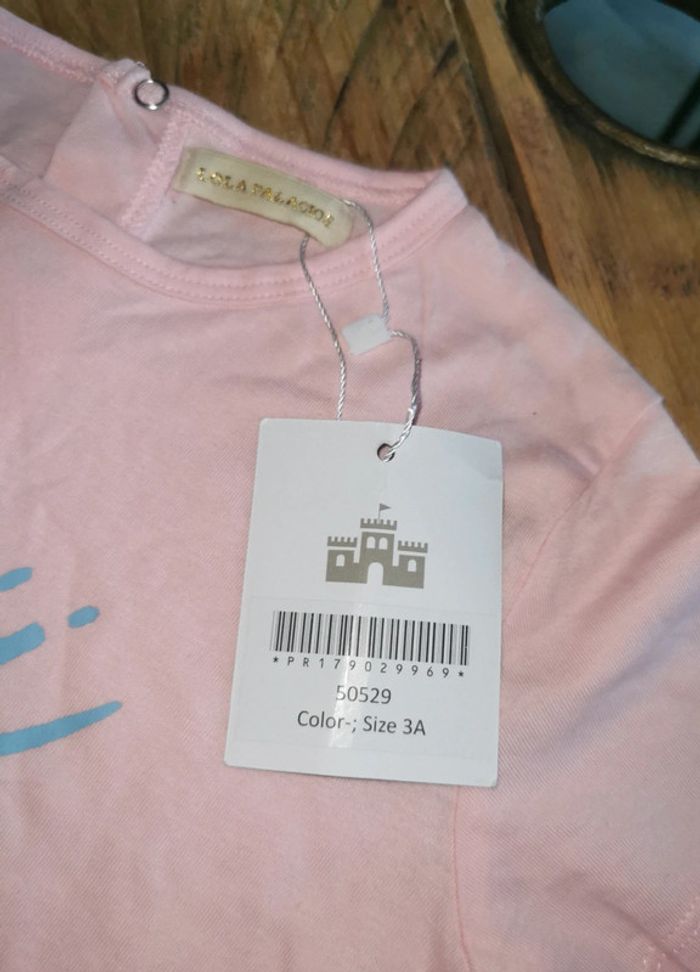 LOLA PALACIOS
*PR179029969*
50529
Color-; Size 3A